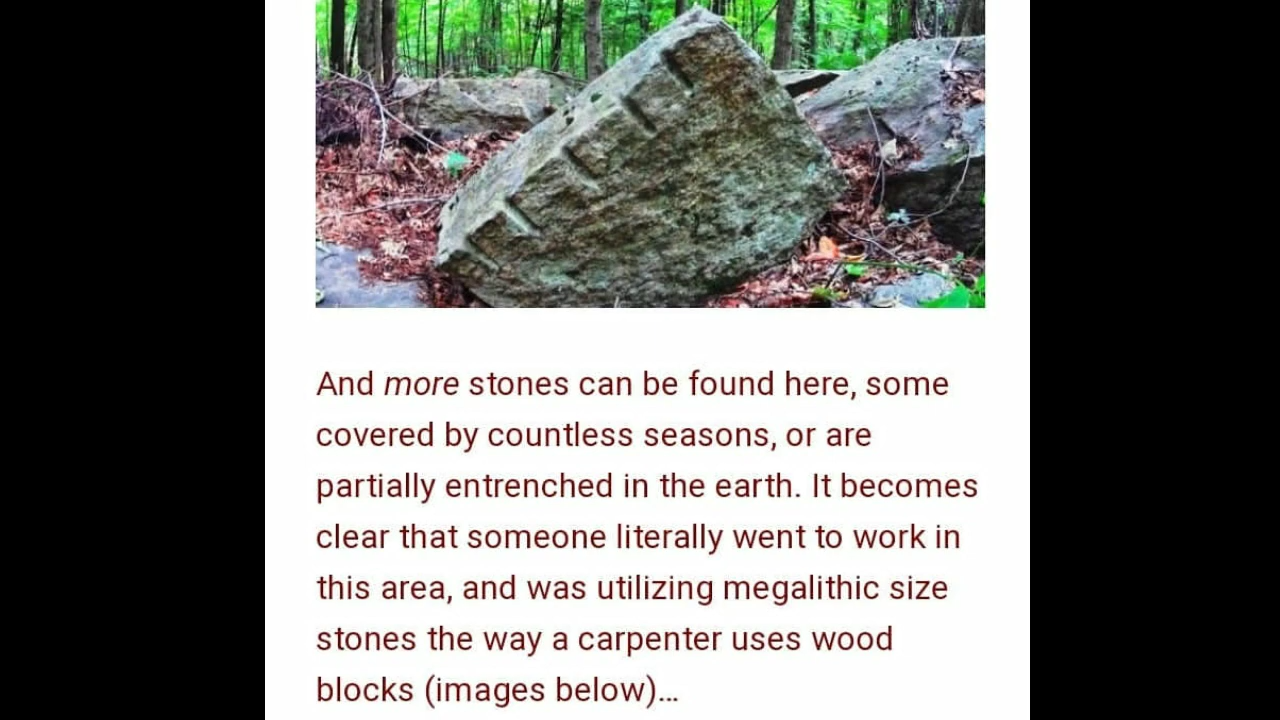 And more stones can be found here, some
covered by countless seasons, or are
partially entrenched in the earth. It becomes
clear that someone literally went to work in
this area, and was utilizing megalithic size
stones the way a carpenter uses wood
blocks (images below)...